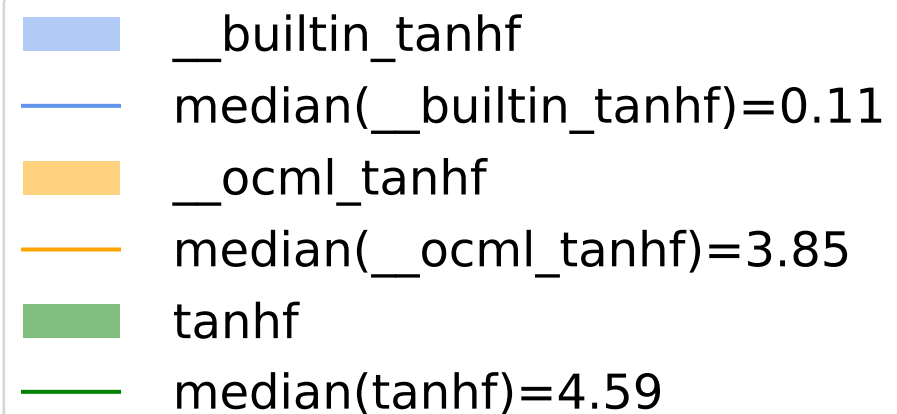 __builtin_tanhf
median(__builtin_tanhf)=0.11
__ocml_tanhf
median(__ocml_tanhf)=3.85
tanhf
median(tanhf)=4.59